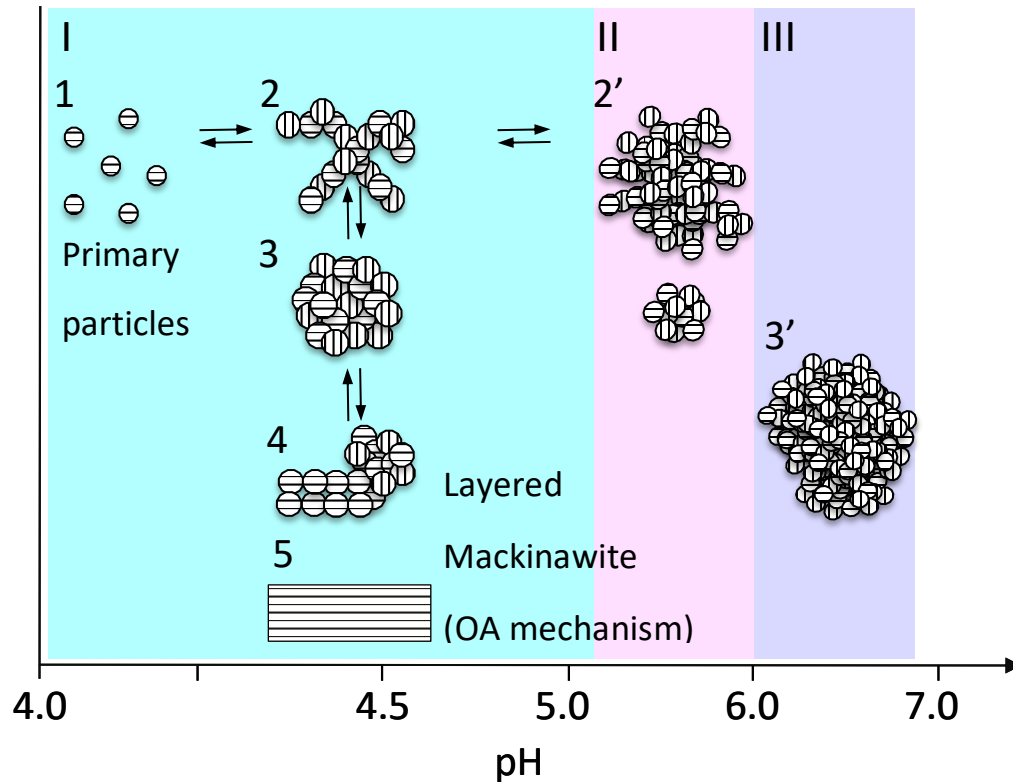 I
II
III
1
2
2’
Primary
particles
3
3’
4
Layered
5
Mackinawite
(OA mechanism)
4.0
4.5
5.0
6.0
7.0
pH